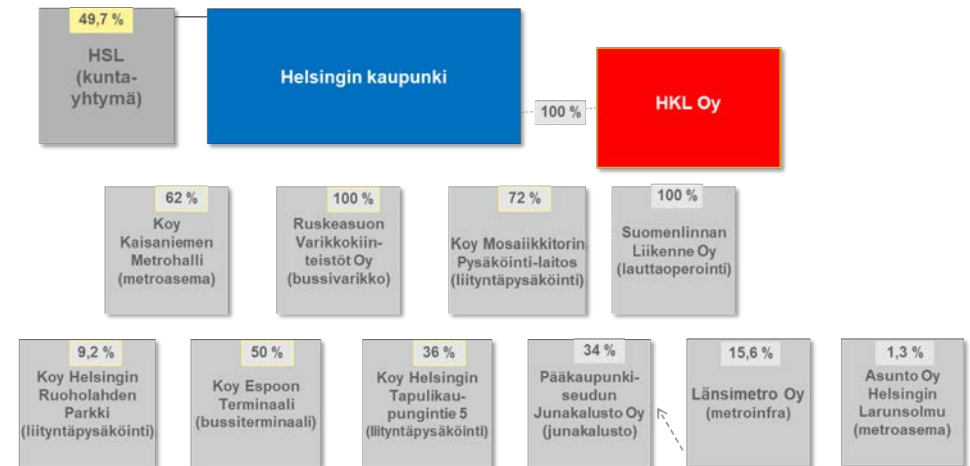 49,7 %
HSL
(kunta-
yhtymä)
Helsingin kaupunki
100 %
HKL Oy
62 %
Koy
Kaisaniemen
Metrohalli
(metroasema)
100 %
Ruskeasuon
Varikkokiin-
teistöt Oy
(bussivarikko)
72 %
Koy Mosaiikkitorin
Pysäköinti-laitos
(liityntäpysäköinti)
100 %
Suomenlinnan
Liikenne Oy
(lauttaoperointi)
9,2 %
Koy Helsingin
Ruoholahden
Parkki
(liityntäpysäköinti)
50 %
Koy Espoon
Terminaali
(bussiterminaali)
36 %
Koy Helsingin
Tapulikau-
pungintie 5
(liityntäpysäköinti)
34 %
Pääkaupunki-
seudun
Junakalusto Oy
(junakalusto)
15,6 %
Länsimetro Oy
(metroinfra)
1,3 %
Asunto Oy
Helsingin
Larunsolmu
(metroasema)